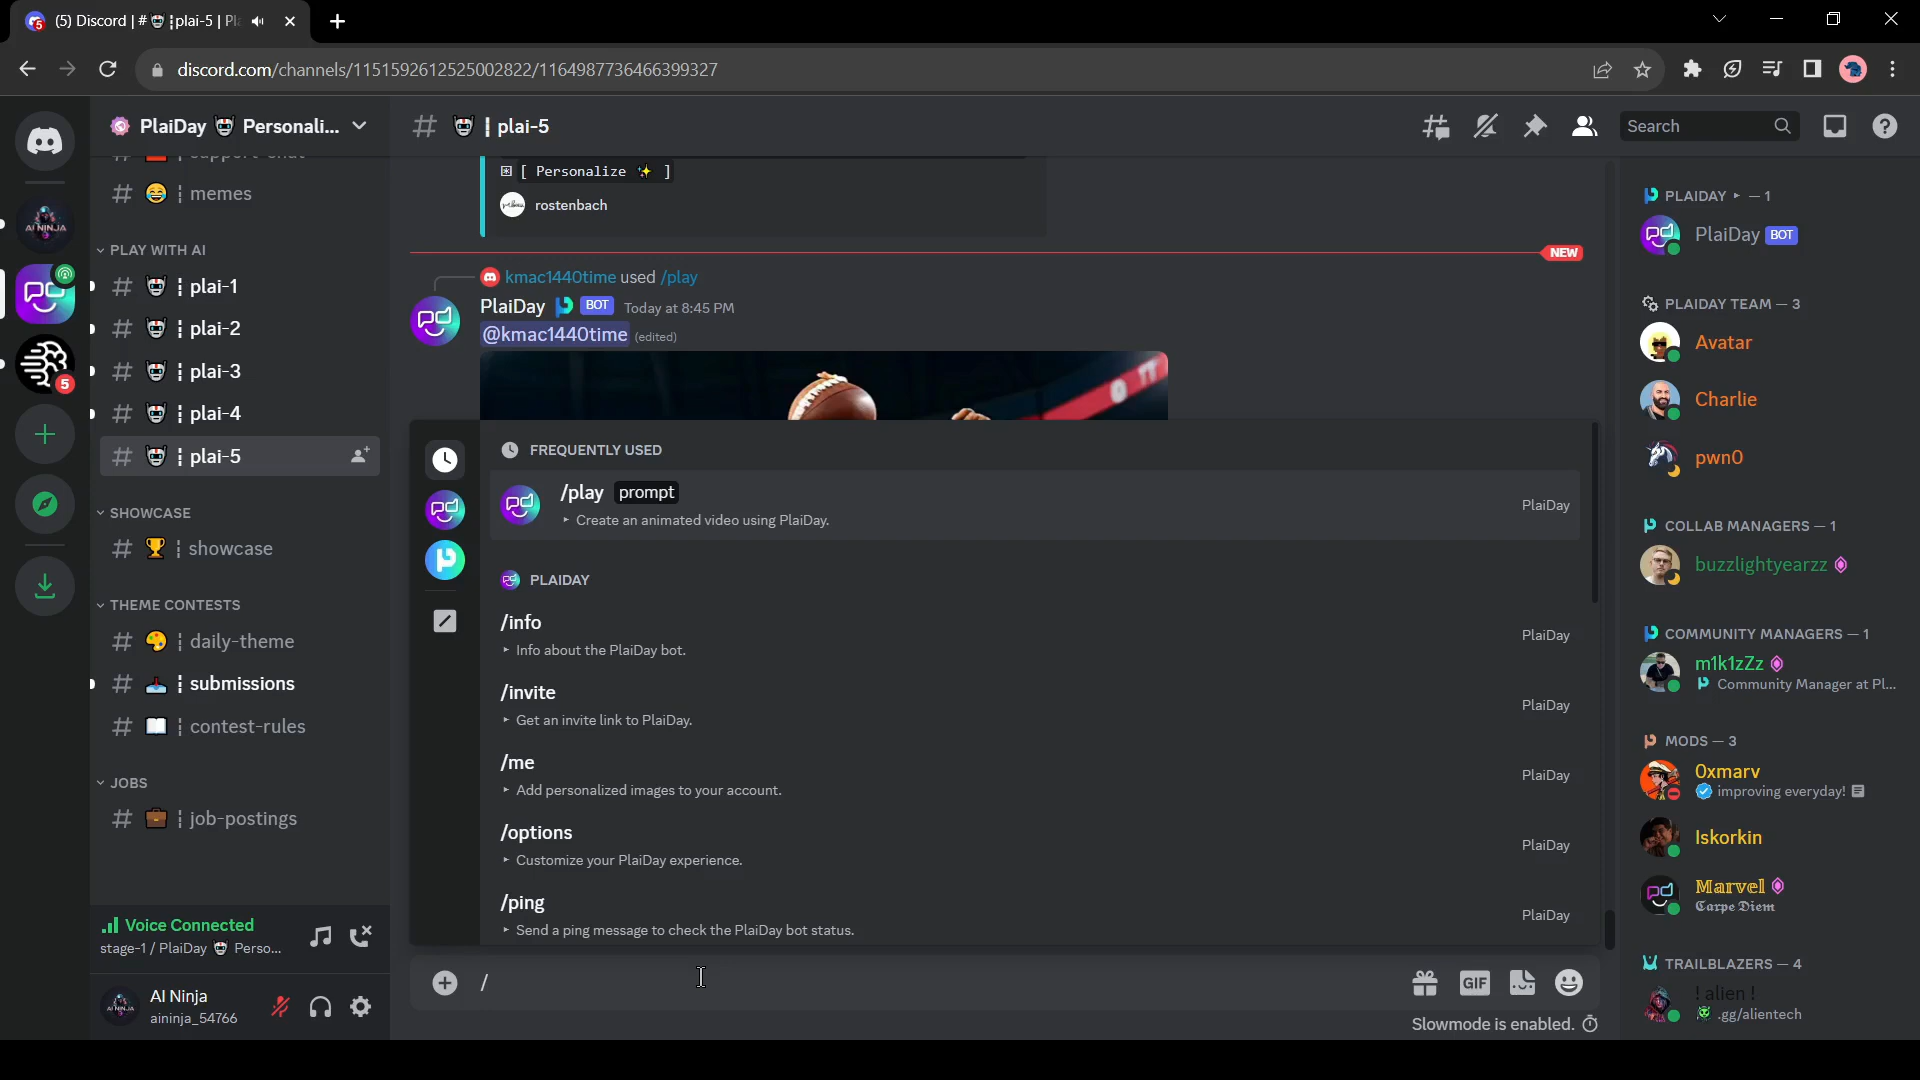 (5) Discord | # ¦plai-5 | Pl
discord.com/channels/1151592612525002822/1164987736466399327
PlaiDay Personali...
support-chat
memes
PLAY WITH AI
plai-1
plai-2
plai-3
plai-4
plai-5
SHOWCASE
showcase
THEME CONTESTS
daily-theme
submissions
contest-rules
JOBS
job-postings
Voice Connected
stage-1 / PlaiDay Perso...
AI Ninja
aininja_54766
AI NINJA
5
plai-5
Search
[ Personalize ✨ ]
rostenbach
NEW
kmac1440time used /play
PlaiDay BOT Today at 8:45 PM
@kmac1440time (edited)
FREQUENTLY USED
/play prompt
Create an animated video using PlaiDay.
PlaiDay
PLAIDAY
/info
Info about the PlaiDay bot.
PlaiDay
/invite
Get an invite link to PlaiDay.
PlaiDay
/me
Add personalized images to your account.
PlaiDay
/options
Customize your PlaiDay experience.
PlaiDay
/ping
Send a ping message to check the PlaiDay bot status.
PlaiDay
/
GIF
Slowmode is enabled.
PLAIDAY ‣ — 1
PlaiDay BOT
PLAIDAY TEAM — 3
Avatar
Charlie
pwn0
COLLAB MANAGERS — 1
buzzlightyearzz
COMMUNITY MANAGERS — 1
m1k1zZz
Community Manager at Pl...
MODS — 3
0xmarv
improving everyday!
Iskorkin
𝕄𝕒𝕣𝕧𝕖𝕝
𝕮𝖆𝖗𝖕𝖊 𝕯𝖎𝖊𝖒
TRAILBLAZERS — 4
! alien !
.gg/alientech